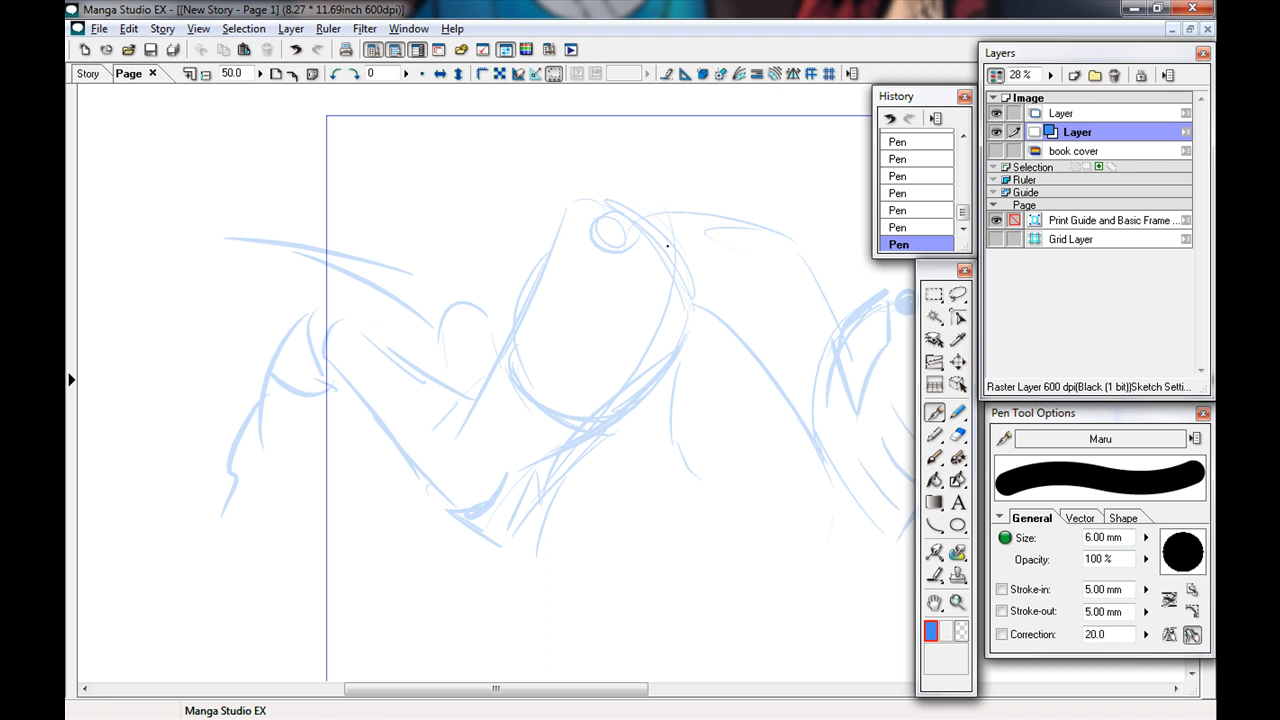 Manga Studio EX - [[New Story - Page 1] (8.27 * 11.69inch 600dpi)]
File Edit View Selection Layer Ruler Filter Window Help
Story Page 50.0 0
Layers
28 %
Image
Layer
Layer
book cover
Selection
Ruler
Guide
Page
Print Guide and Basic Frame ...
Grid Layer
Raster Layer 600 dpi(Black (1 bit))Sketch Setti...
History
Pen
Pen
Pen
Pen
Pen
Pen
Pen
Pen Tool Options
Maru
General Vector Shape
Size: 6.00 mm
Opacity: 100 %
Stroke-in: 5.00 mm
Stroke-out: 5.00 mm
Correction: 20.0
A
Manga Studio EX